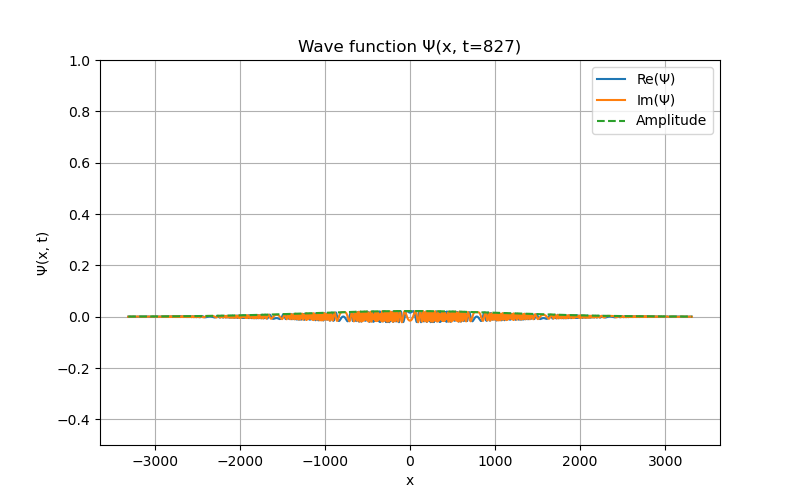 Wave function Ψ(x, t=827)
Re(Ψ)
Im(Ψ)
Amplitude
Ψ(x, t)
1.0
0.8
0.6
0.4
0.2
0.0
−0.2
−0.4
−3000 −2000 −1000 0 1000 2000 3000
x